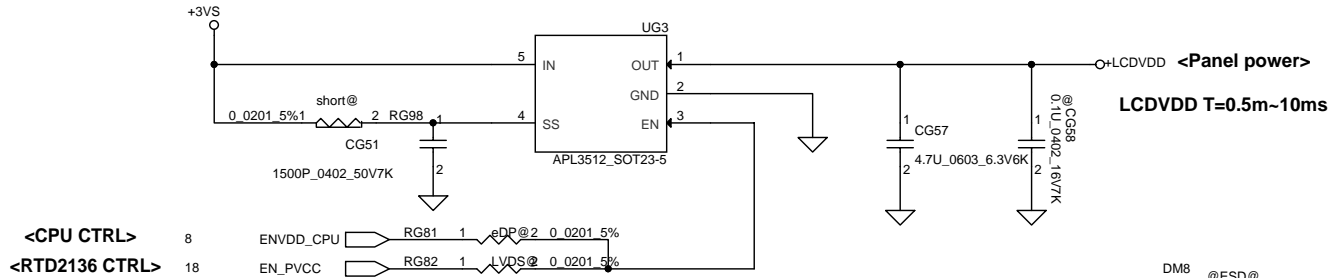 +3VS
UG3
5 IN OUT 1
<Panel power>
+LCDVDD
short@
GND 2
LCDVDD T=0.5m~10ms
0_0201_5% 1 2 RG98 1 4 SS EN 3
@CG58
0.1U_0402_16V7K
1
CG57
1
CG51
4.7U_0603_6.3V6K
APL3512_SOT23-5
1500P_0402_50V7K
2
2
2
<CPU CTRL> 8 ENVDD_CPU RG81 1 eDP@ 2 0_0201_5%
<RTD2136 CTRL> 18 EN_PVCC RG82 1 LVDS@ 2 0_0201_5%
DM8 @ESD@